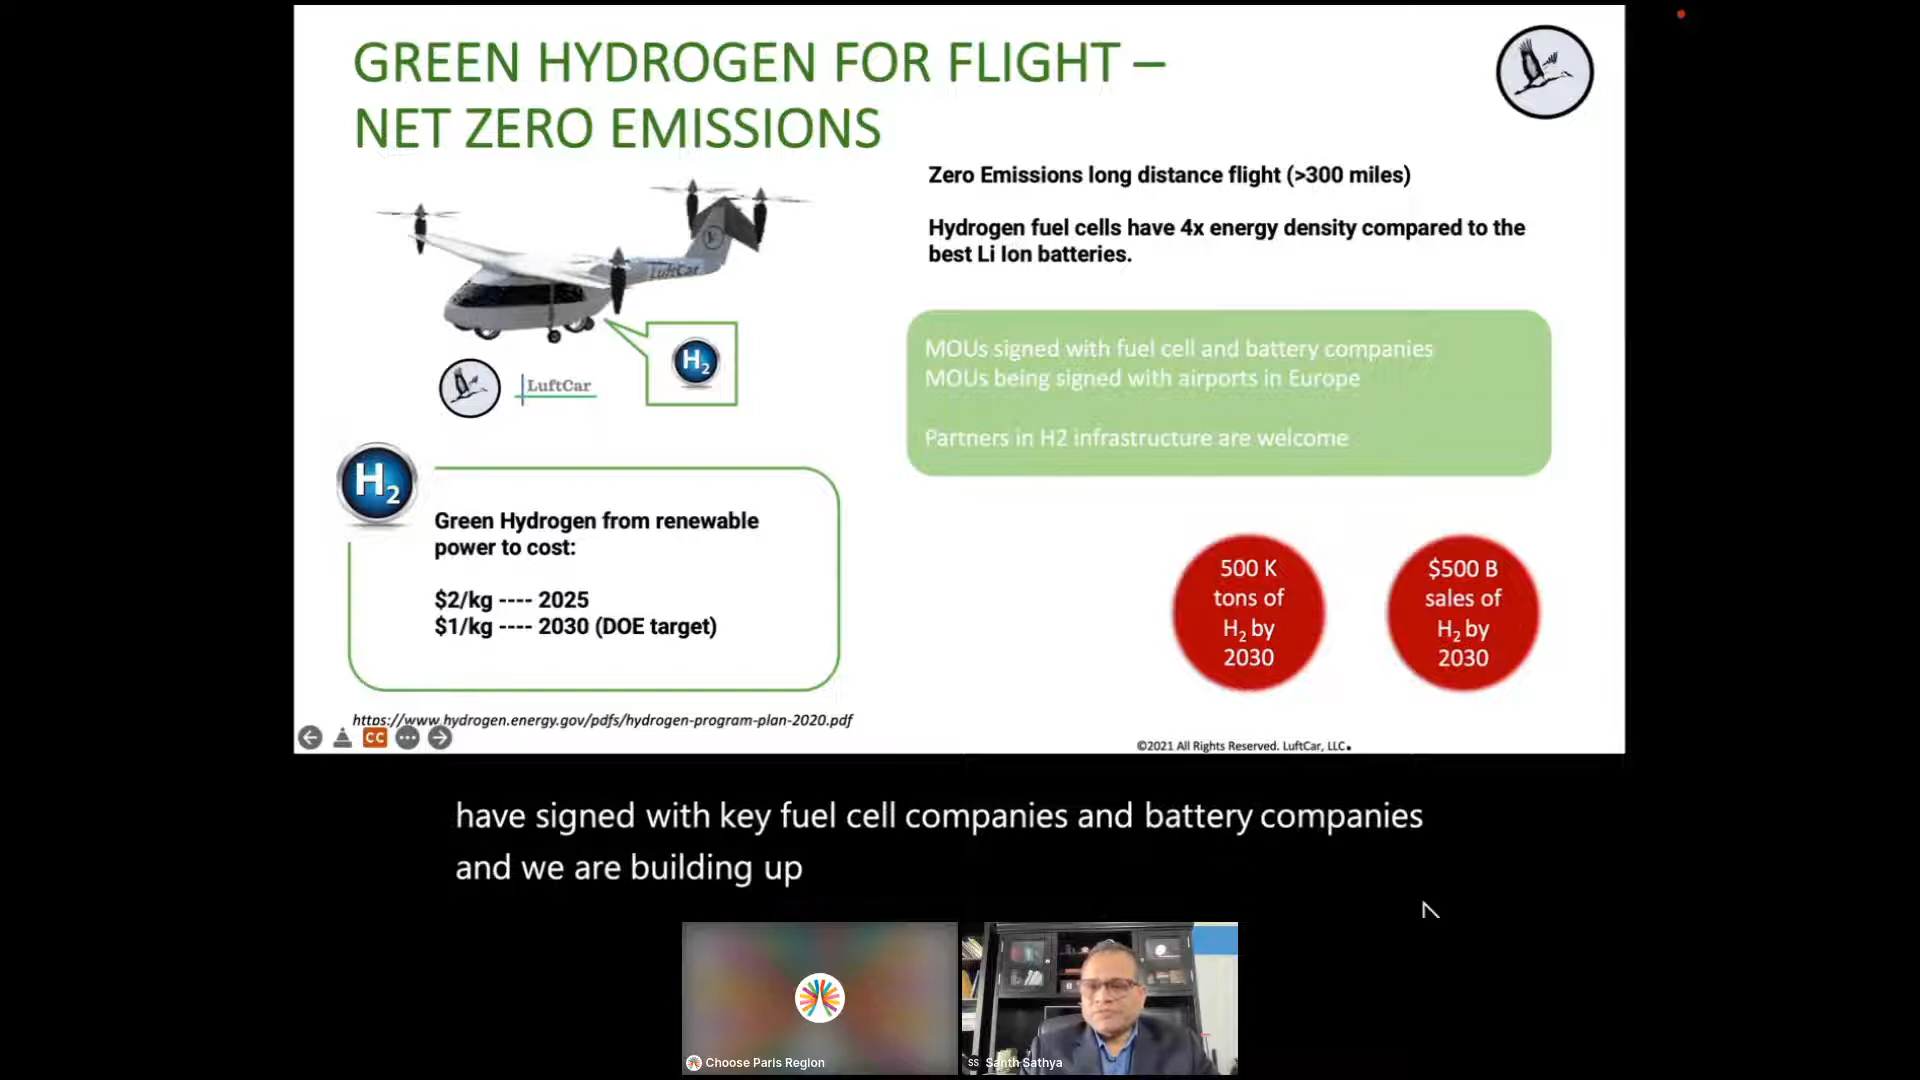 GREEN HYDROGEN FOR FLIGHT –
NET ZERO EMISSIONS
Zero Emissions long distance flight (>300 miles)
Hydrogen fuel cells have 4x energy density compared to the
best Li Ion batteries.
LuftCar
H2
LuftCar
MOUs signed with fuel cell and battery companies
MOUs being signed with airports in Europe
Partners in H2 infrastructure are welcome
H2
Green Hydrogen from renewable
power to cost:
$2/kg ---- 2025
$1/kg ---- 2030 (DOE target)
500 K
tons of
H2 by
2030
$500 B
sales of
H2 by
2030
https://www.hydrogen.energy.gov/pdfs/hydrogen-program-plan-2020.pdf
CC
©2021 All Rights Reserved. LuftCar, LLC.
have signed with key fuel cell companies and battery companies
and we are building up
Choose Paris Region
SS Santh Sathya